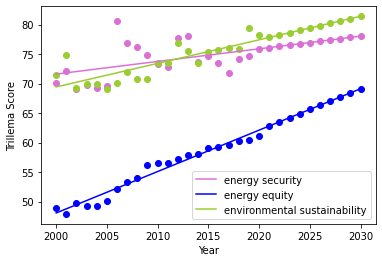 80
75
70
65
60
55
50
Trillema Score
2000
2005
2010
2015
2020
2025
2030
Year
energy security
energy equity
environmental sustainability